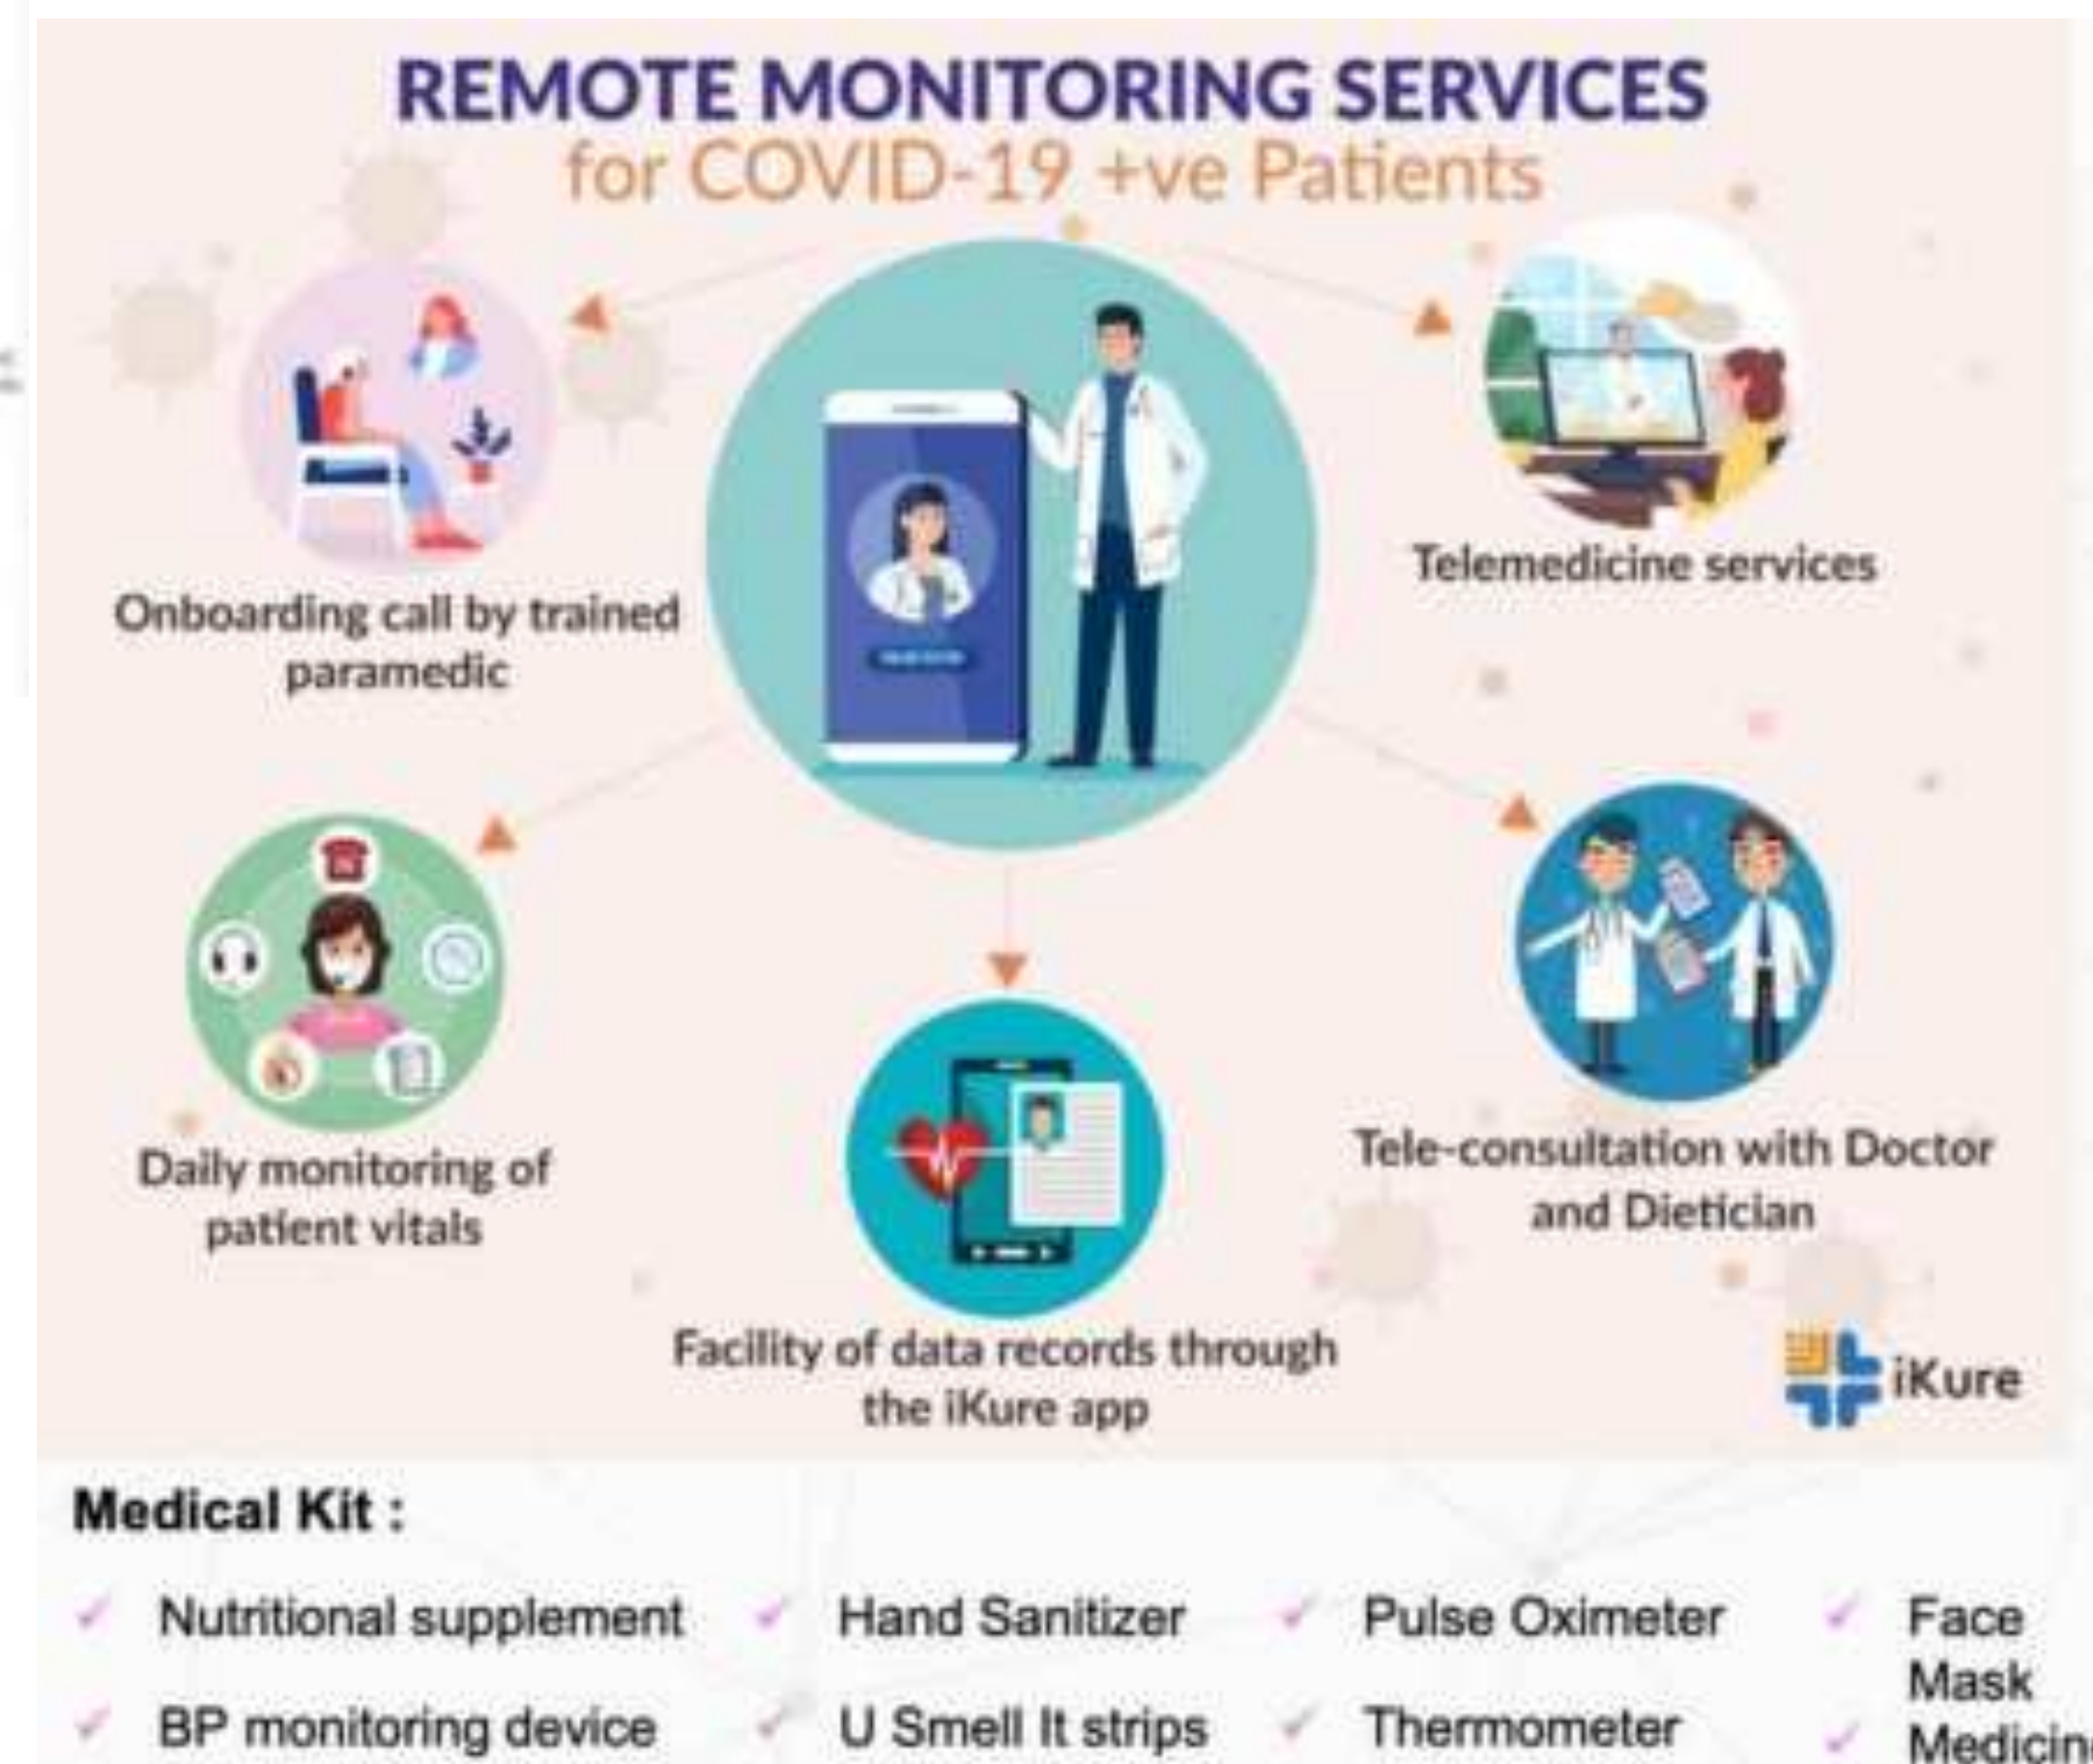 REMOTE MONITORING SERVICES
for COVID-19 +ve Patients
Onboarding call by trained
paramedic
Telemedicine services
Daily monitoring of
patient vitals
Tele-consultation with Doctor
and Dietician
Facility of data records through
the iKure app
iKure
Medical Kit :
✓ Nutritional supplement ✓ Hand Sanitizer ✓ Pulse Oximeter ✓ Face
Mask
✓ BP monitoring device ✓ U Smell It strips ✓ Thermometer ✓ Medicin